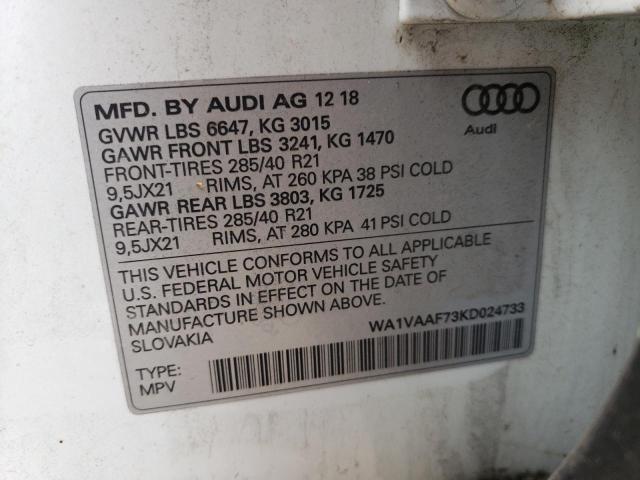 MFD. BY AUDI AG 12 18
GVWR LBS 6647, KG 3015
GAWR FRONT LBS 3241, KG 1470
FRONT-TIRES 285/40 R21
9,5JX21 RIMS, AT 260 KPA 38 PSI COLD
GAWR REAR LBS 3803, KG 1725
REAR-TIRES 285/40 R21
9,5JX21 RIMS, AT 280 KPA 41 PSI COLD
Audi
THIS VEHICLE CONFORMS TO ALL APPLICABLE
U.S. FEDERAL MOTOR VEHICLE SAFETY
STANDARDS IN EFFECT ON THE DATE OF
MANUFACTURE SHOWN ABOVE.
SLOVAKIA
WA1VAAF73KD024733
TYPE:
MPV